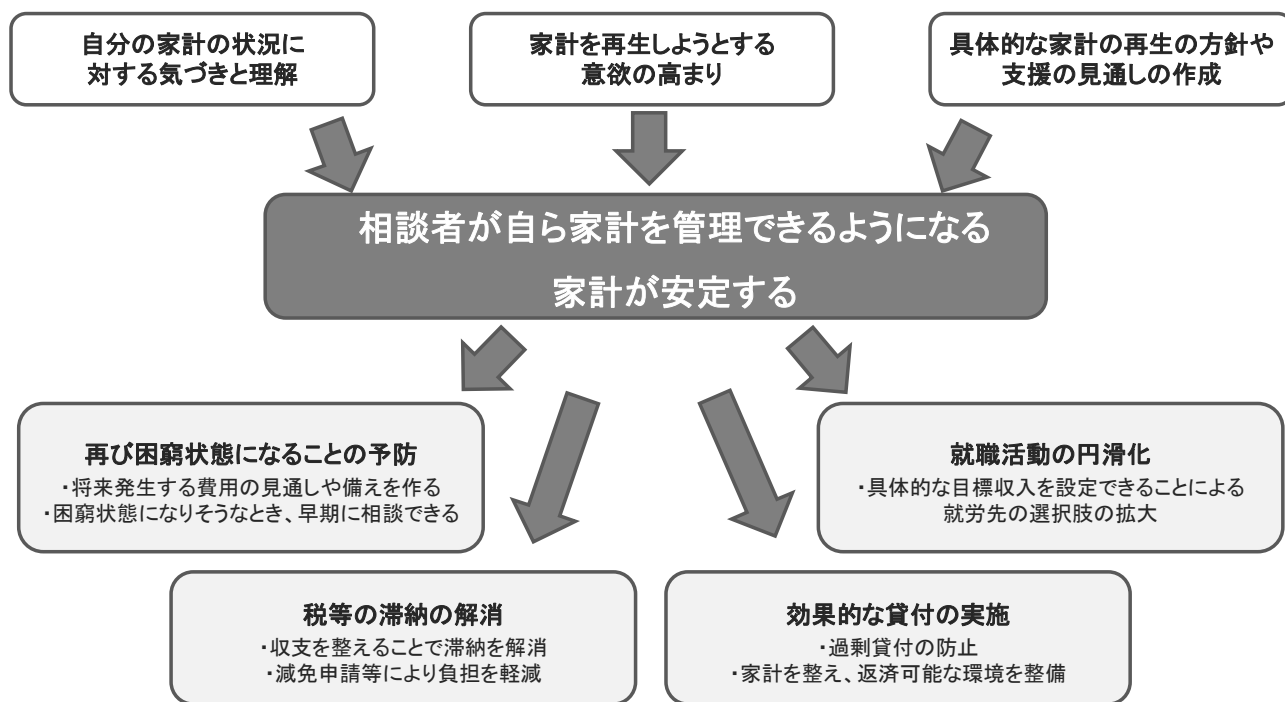 自分の家計の状況に
対する気づきと理解
家計を再生しようとする
意欲の高まり
具体的な家計の再生の方針や
支援の見通しの作成
相談者が自ら家計を管理できるようになる
家計が安定する
再び困窮状態になることの予防
・将来発生する費用の見通しや備えを作る
・困窮状態になりそうなとき、早期に相談できる
就職活動の円滑化
・具体的な目標収入を設定できることによる
就労先の選択肢の拡大
税等の滞納の解消
・収支を整えることで滞納を解消
・減免申請等により負担を軽減
効果的な貸付の実施
・過剰貸付の防止
・家計を整え、返済可能な環境を整備